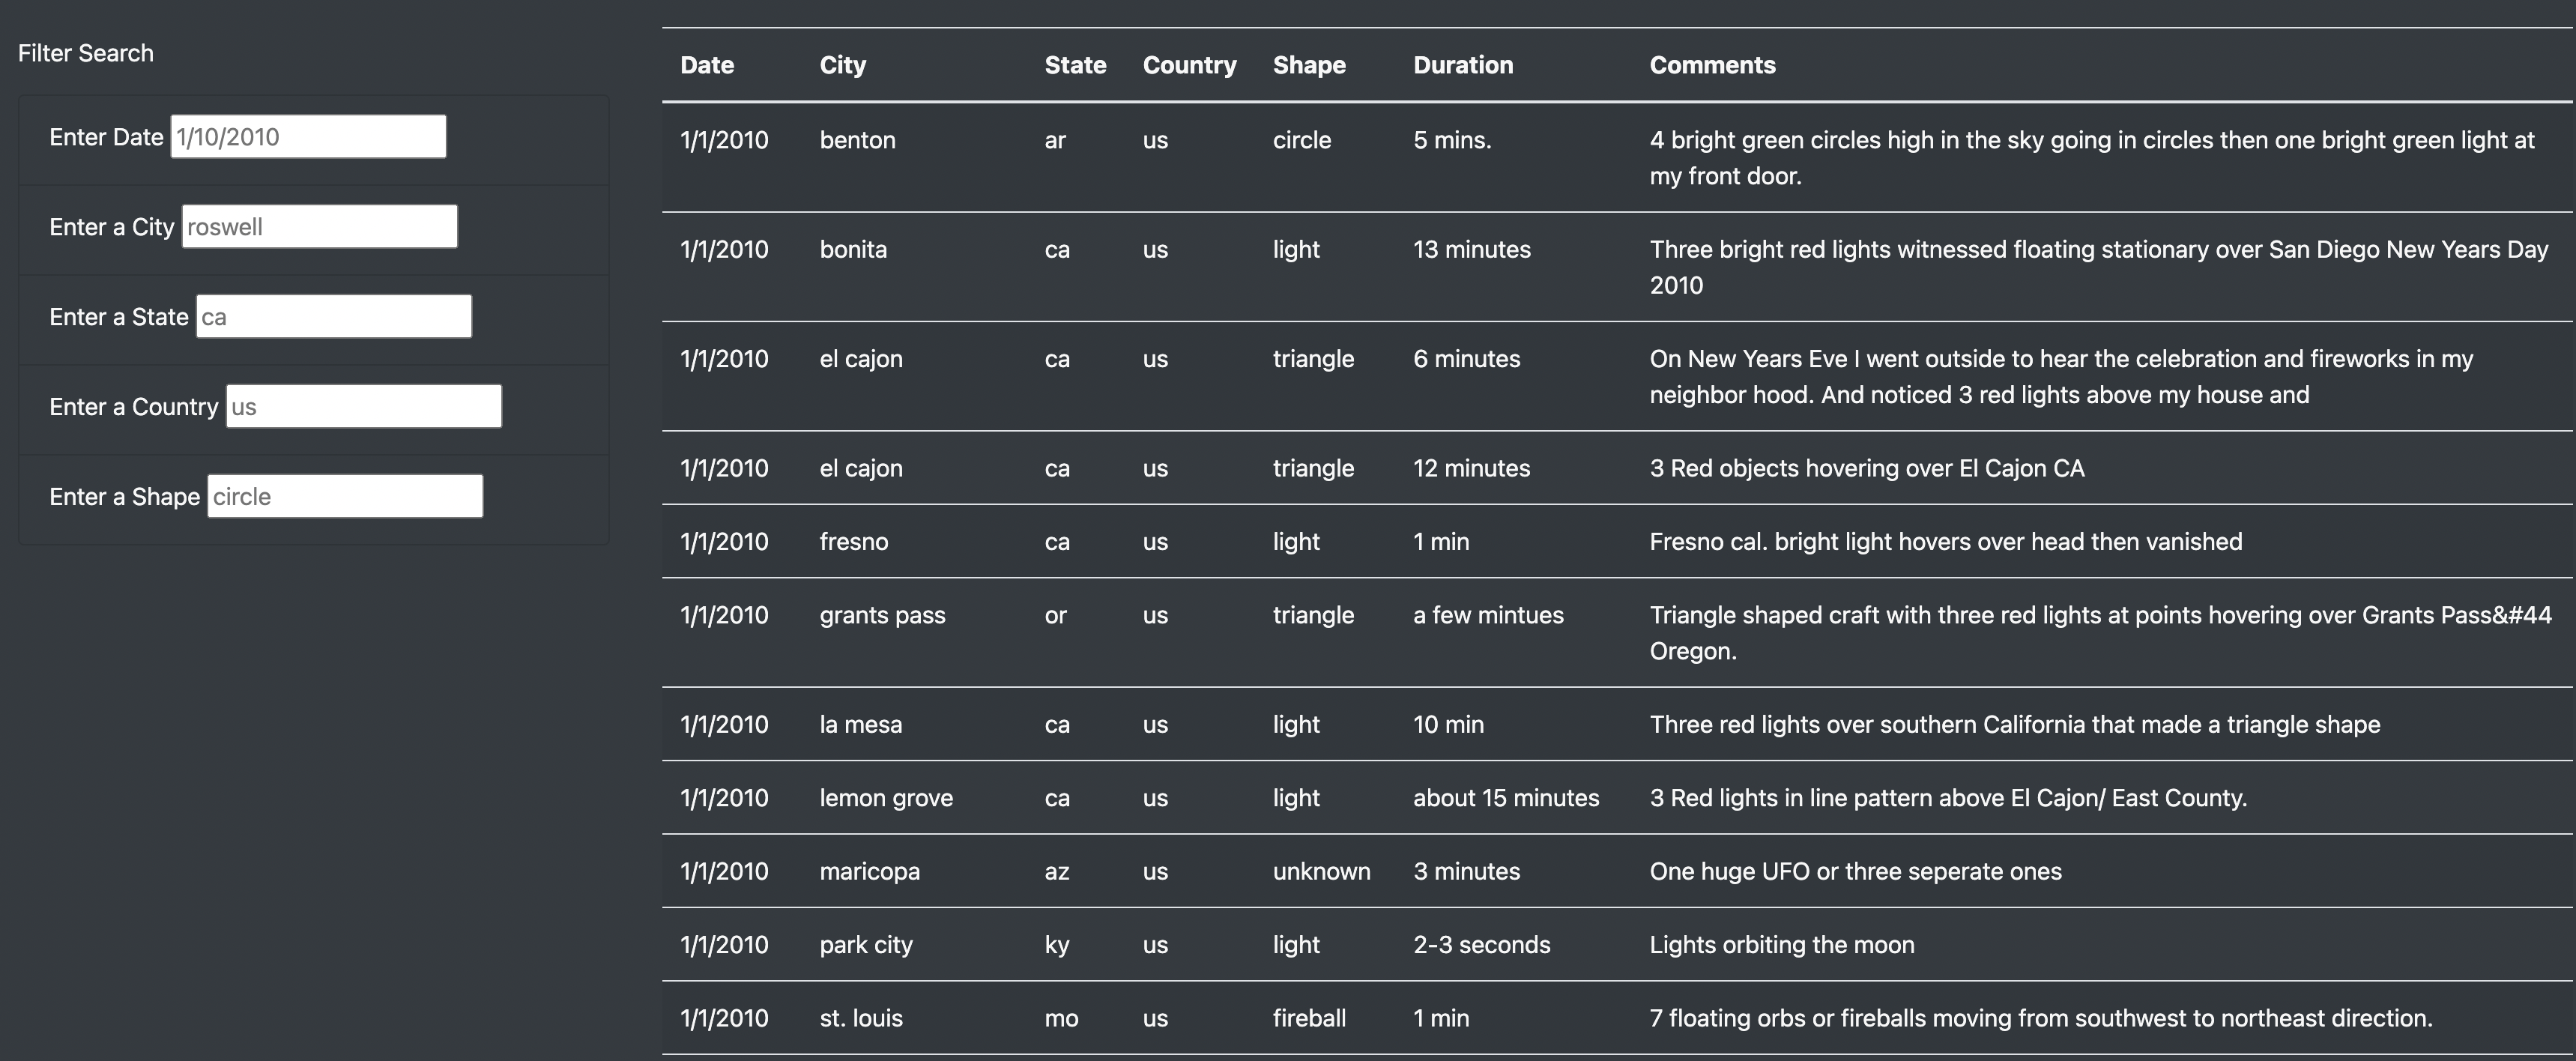 Filter Search
Enter Date 1/10/2010
Enter a City roswell
Enter a State ca
Enter a Country us
Enter a Shape circle
Date City State Country Shape Duration Comments
1/1/2010 benton ar us circle 5 mins. 4 bright green circles high in the sky going in circles then one bright green light at
my front door.
1/1/2010 bonita ca us light 13 minutes Three bright red lights witnessed floating stationary over San Diego New Years Day
2010
1/1/2010 el cajon ca us triangle 6 minutes On New Years Eve I went outside to hear the celebration and fireworks in my
neighbor hood. And noticed 3 red lights above my house and
1/1/2010 el cajon ca us triangle 12 minutes 3 Red objects hovering over El Cajon CA
1/1/2010 fresno ca us light 1 min Fresno cal. bright light hovers over head then vanished
1/1/2010 grants pass or us triangle a few mintues Triangle shaped craft with three red lights at points hovering over Grants Pass&#44
Oregon.
1/1/2010 la mesa ca us light 10 min Three red lights over southern California that made a triangle shape
1/1/2010 lemon grove ca us light about 15 minutes 3 Red lights in line pattern above El Cajon/ East County.
1/1/2010 maricopa az us unknown 3 minutes One huge UFO or three seperate ones
1/1/2010 park city ky us light 2-3 seconds Lights orbiting the moon
1/1/2010 st. louis mo us fireball 1 min 7 floating orbs or fireballs moving from southwest to northeast direction.